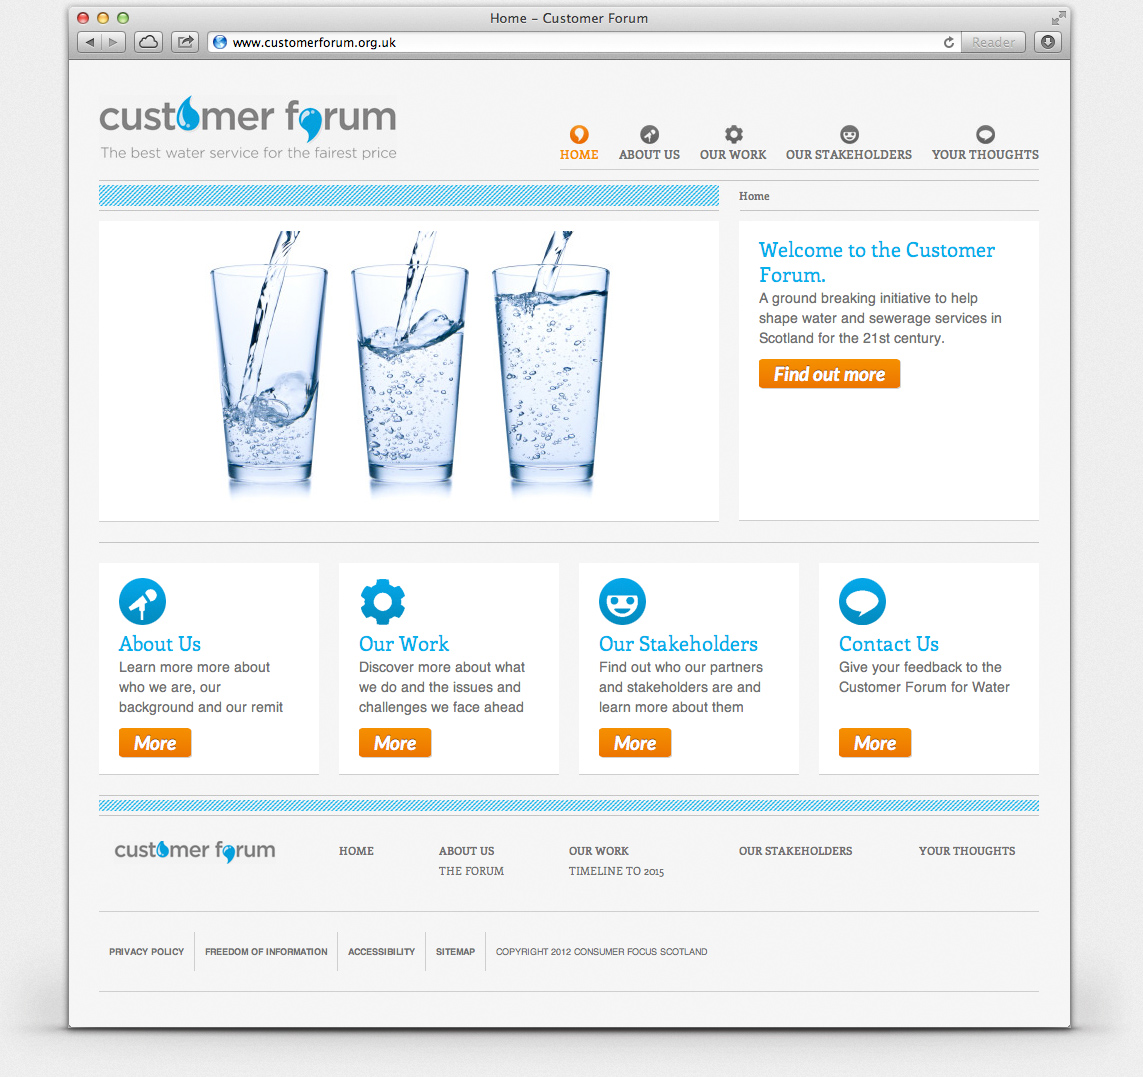 Home – Customer Forum
www.customerforum.org.uk
Reader
customer forum
The best water service for the fairest price
HOME
ABOUT US
OUR WORK
OUR STAKEHOLDERS
YOUR THOUGHTS
Home
Welcome to the Customer
Forum.
A ground breaking initiative to help
shape water and sewerage services in
Scotland for the 21st century.
Find out more
About Us
Learn more more about
who we are, our
background and our remit
More
Our Work
Discover more about what
we do and the issues and
challenges we face ahead
More
Our Stakeholders
Find out who our partners
and stakeholders are and
learn more about them
More
Contact Us
Give your feedback to the
Customer Forum for Water
More
customer forum
HOME
ABOUT US
THE FORUM
OUR WORK
TIMELINE TO 2015
OUR STAKEHOLDERS
YOUR THOUGHTS
PRIVACY POLICY
FREEDOM OF INFORMATION
ACCESSIBILITY
SITEMAP
COPYRIGHT 2012 CONSUMER FOCUS SCOTLAND